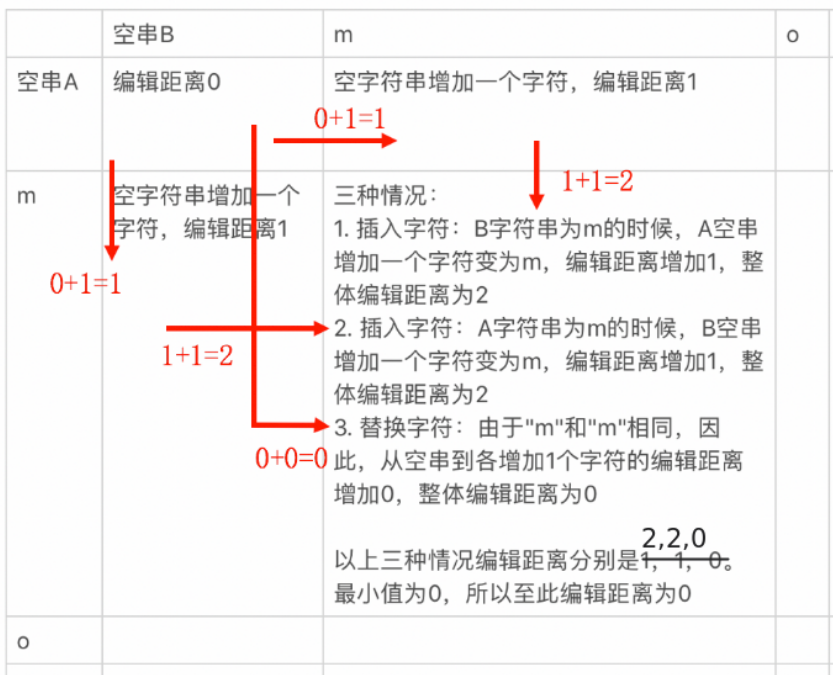 空串B
m
o
空串A
编辑距离0
空字符串增加一个字符，编辑距离1
0+1=1
1+1=2
m
空字符串增加一个
字符，编辑距离1
0+1=1
1+1=2
0+0=0
三种情况：
1. 插入字符：B字符串为m的时候，A空串
增加一个字符变为m，编辑距离增加1，整
体编辑距离为2
2. 插入字符：A字符串为m的时候，B空串
增加一个字符变为m，编辑距离增加1，整
体编辑距离为2
3. 替换字符：由于"m"和"m"相同，因
此，从空串到各增加1个字符的编辑距离
增加0，整体编辑距离为0
2,2,0
以上三种情况编辑距离分别是1，1，0。
最小值为0，所以至此编辑距离为0
o